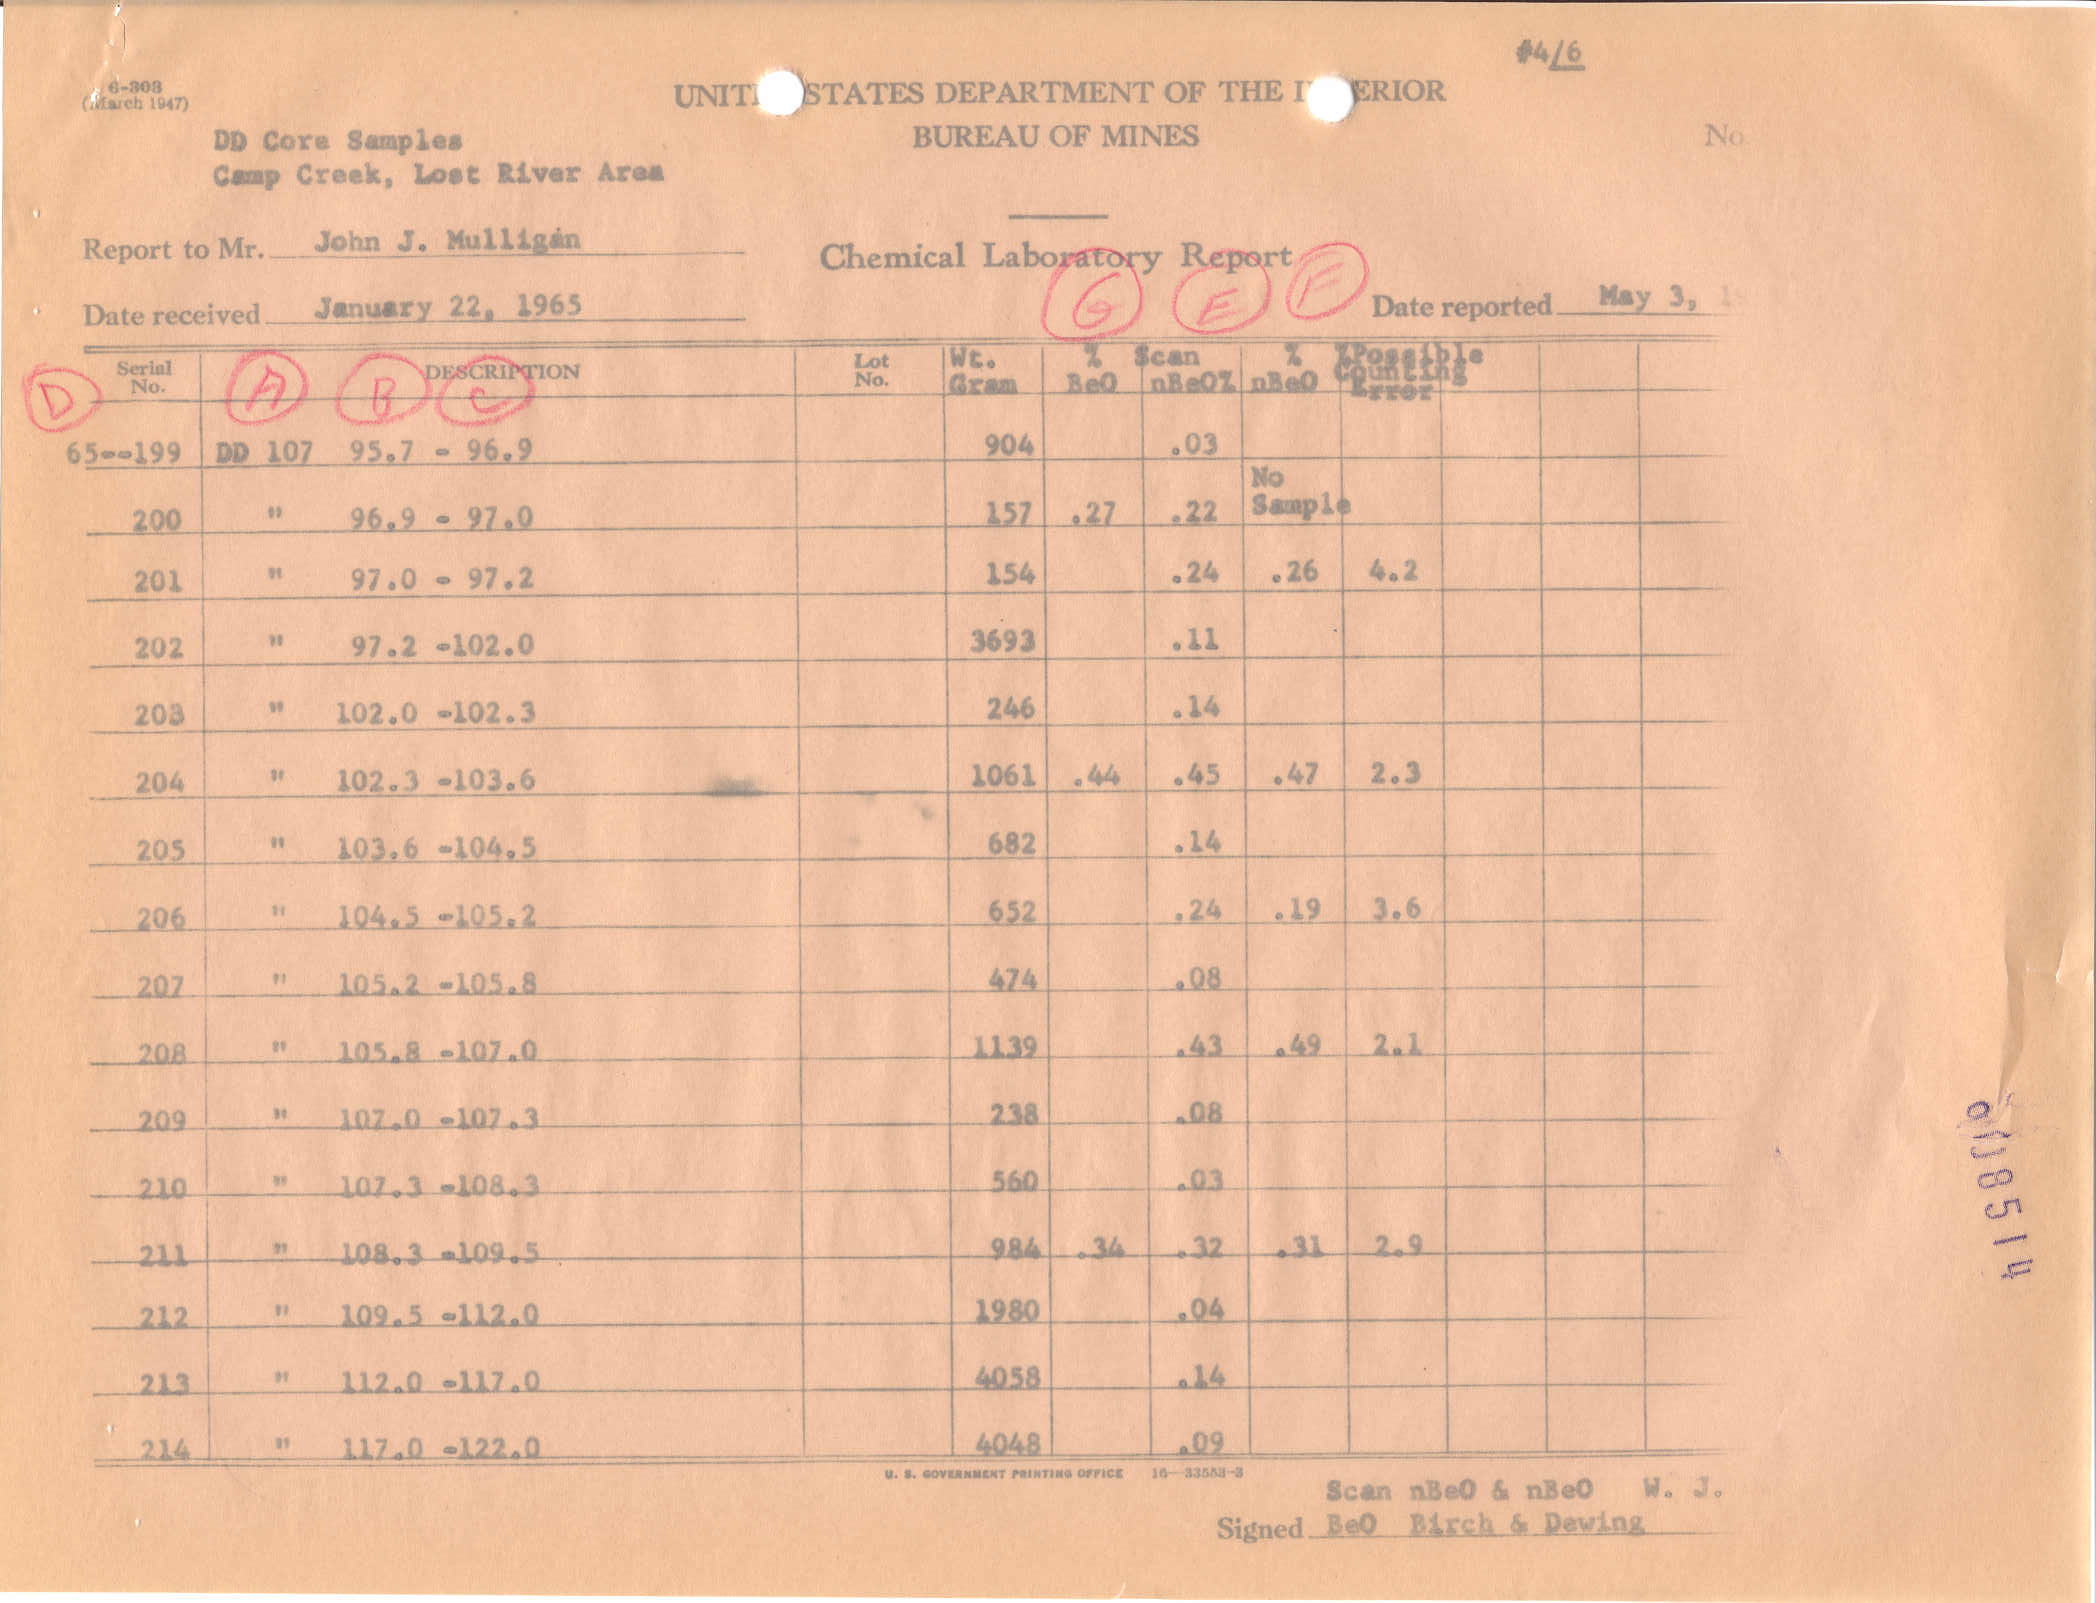 #4/6
6-303
(March 1947)
UNIT STATES DEPARTMENT OF THE I ERIOR
BUREAU OF MINES
No
DD Core Samples
Camp Creek, Lost River Area
Report to Mr. John J. Mulligan
Chemical Laboratory Report
Date received January 22, 1965
Date reported May 3, 1
G E F
D A B C
Serial No. DESCRIPTION Lot No. Wt. Gram % BeO Scan nBeO% % nBeO %Possible Counting Error
65--199 DD 107 95.7 - 96.9 904 .03
200 " 96.9 - 97.0 157 .27 .22 No Sample
201 " 97.0 - 97.2 154 .24 .26 4.2
202 " 97.2 -102.0 3693 .11
203 " 102.0 -102.3 246 .14
204 " 102.3 -103.6 1061 .44 .45 .47 2.3
205 " 103.6 -104.5 682 .14
206 " 104.5 -105.2 652 .24 .19 3.6
207 " 105.2 -105.8 474 .08
208 " 105.8 -107.0 1139 .43 .49 2.1
209 " 107.0 -107.3 238 .08
210 " 107.3 -108.3 560 .03
211 " 108.3 -109.5 984 .34 .32 .31 2.9
212 " 109.5 -112.0 1980 .04
213 " 112.0 -117.0 4058 .14
214 " 117.0 -122.0 4048 .09
U. S. GOVERNMENT PRINTING OFFICE 16—33553-3
Scan nBeO & nBeO W. J.
Signed BeO Birch & Dewing